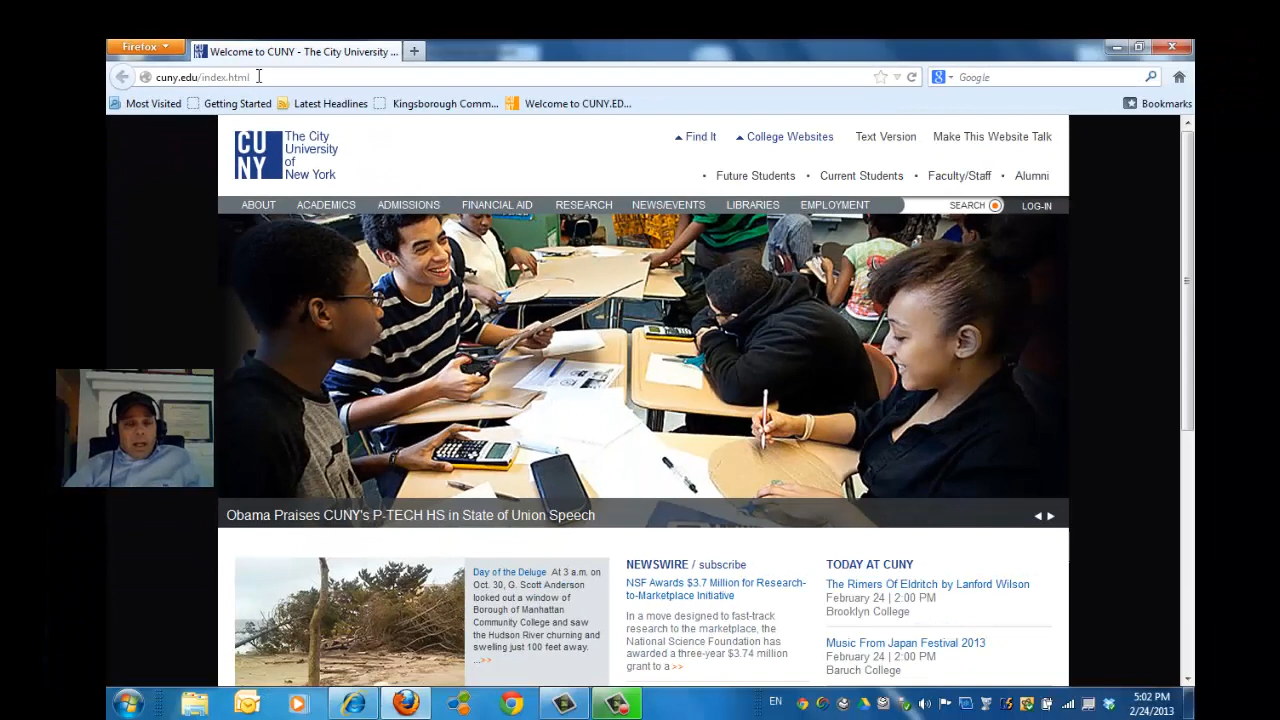 Firefox
Welcome to CUNY - The City University ...
cuny.edu/index.html
Google
Most Visited
Getting Started
Latest Headlines
Kingsborough Comm...
Welcome to CUNY.ED...
Bookmarks
CU
NY
The City
University
of
New York
Find It
College Websites
Text Version
Make This Website Talk
Future Students
Current Students
Faculty/Staff
Alumni
ABOUT
ACADEMICS
ADMISSIONS
FINANCIAL AID
RESEARCH
NEWS/EVENTS
LIBRARIES
EMPLOYMENT
SEARCH
LOG-IN
Obama Praises CUNY's P-TECH HS in State of Union Speech
Day of the Deluge At 3 a.m. on
Oct. 30, G. Scott Anderson
looked out a window of
Borough of Manhattan
Community College and saw
the Hudson River churning and
swelling just 100 feet away.
...>>
NEWSWIRE / subscribe
NSF Awards $3.7 Million for Research-
to-Marketplace Initiative
In a move designed to fast-track
research to the marketplace, the
National Science Foundation has
awarded a three-year $3.74 million
grant to a >>
TODAY AT CUNY
The Rimers Of Eldritch by Lanford Wilson
February 24 | 2:00 PM
Brooklyn College
Music From Japan Festival 2013
February 24 | 2:00 PM
Baruch College
EN
5:02 PM
2/24/2013